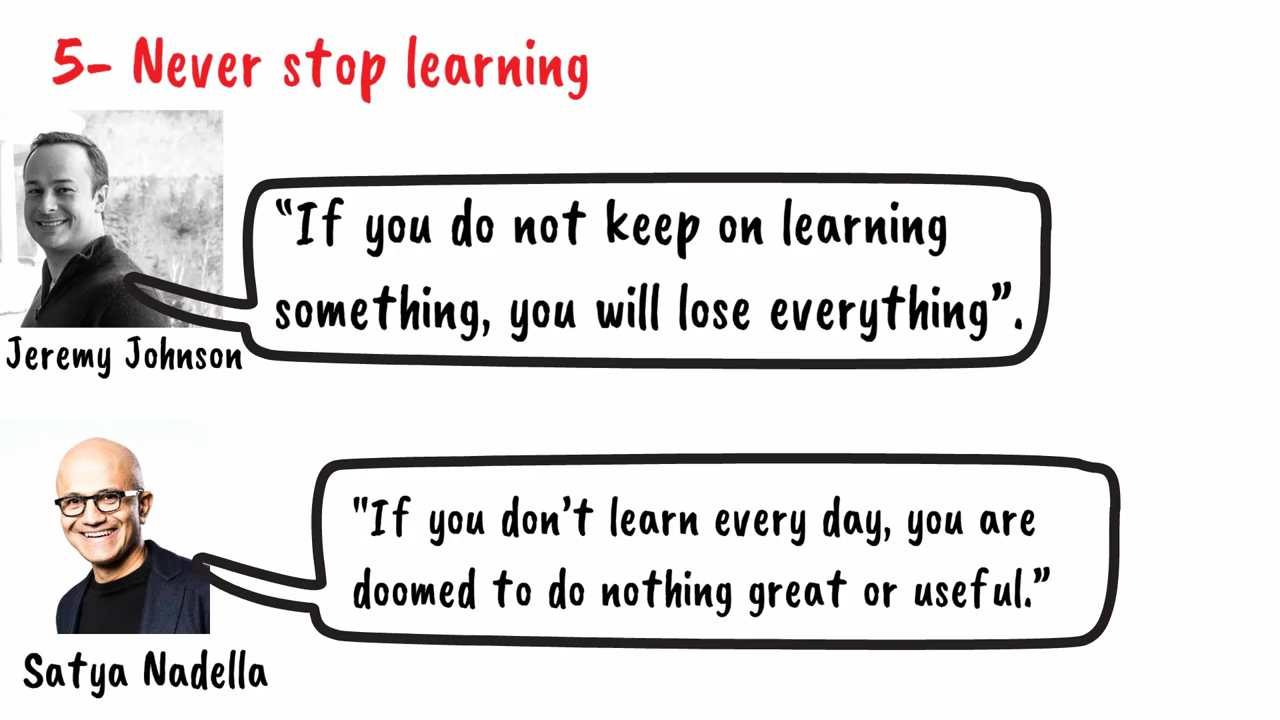 5- Never stop learning
“If you do not keep on learning
something, you will lose everything”.
Jeremy Johnson
"If you don’t learn every day, you are
doomed to do nothing great or useful.”
Satya Nadella